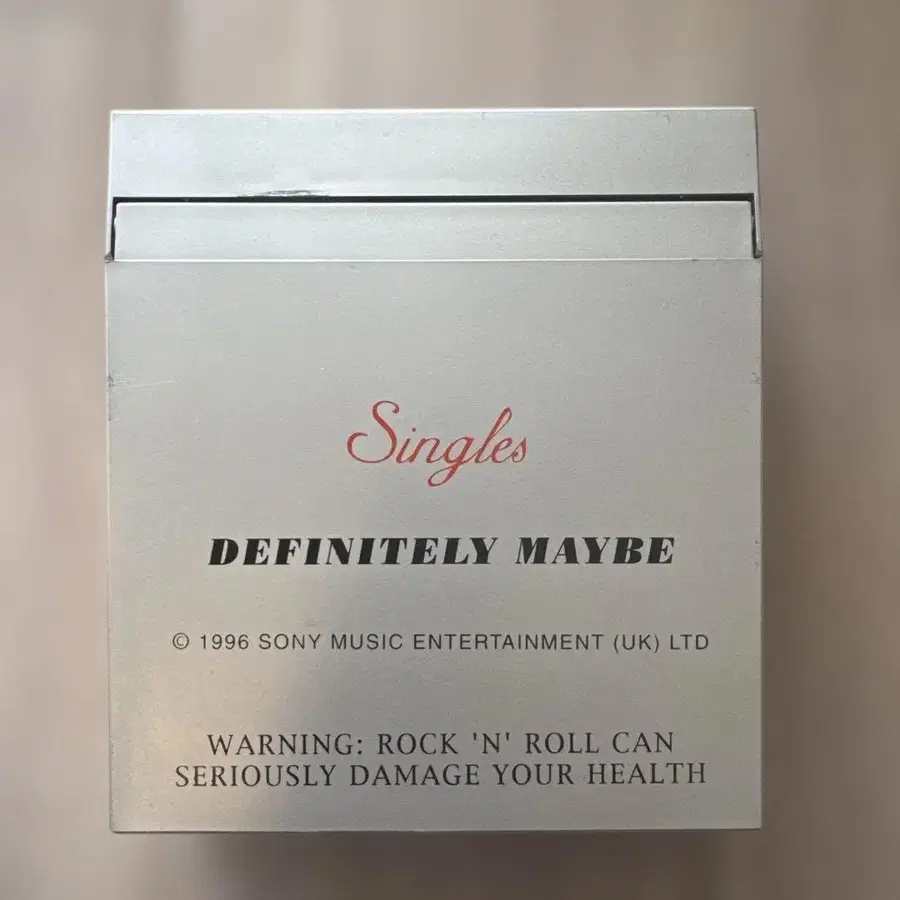 Singles
DEFINITELY MAYBE
© 1996 SONY MUSIC ENTERTAINMENT (UK) LTD
WARNING: ROCK 'N' ROLL CAN
SERIOUSLY DAMAGE YOUR HEALTH